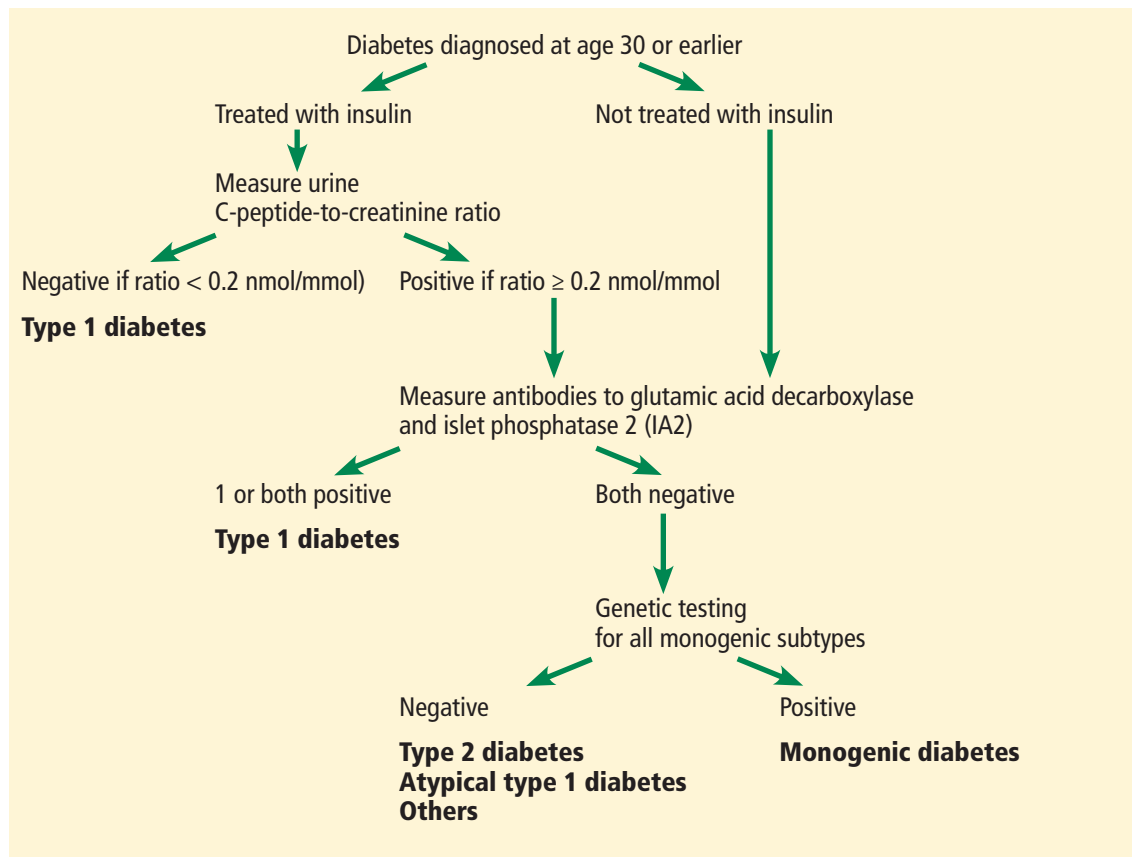 Diabetes diagnosed at age 30 or earlier
Treated with insulin
Not treated with insulin
Measure urine
C-peptide-to-creatinine ratio
Negative if ratio < 0.2 nmol/mmol)
Type 1 diabetes
Positive if ratio ≥ 0.2 nmol/mmol
Measure antibodies to glutamic acid decarboxylase
and islet phosphatase 2 (IA2)
1 or both positive
Type 1 diabetes
Both negative
Genetic testing
for all monogenic subtypes
Negative
Type 2 diabetes
Atypical type 1 diabetes
Others
Positive
Monogenic diabetes